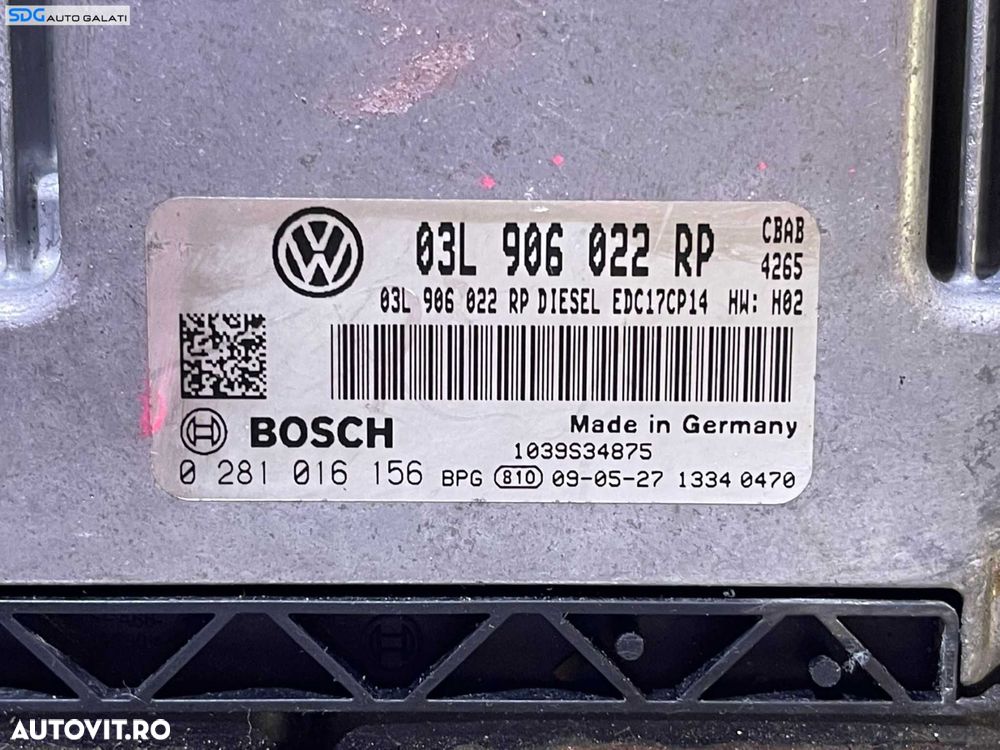 SDG AUTO GALATI
03L 906 022 RP
CBAB
4265
03L 906 022 RP DIESEL EDC17CP14 HW: H02
BOSCH
Made in Germany
1039S34875
0 281 016 156 BPG 810 09-05-27 1334 0470
AUTOVIT.RO